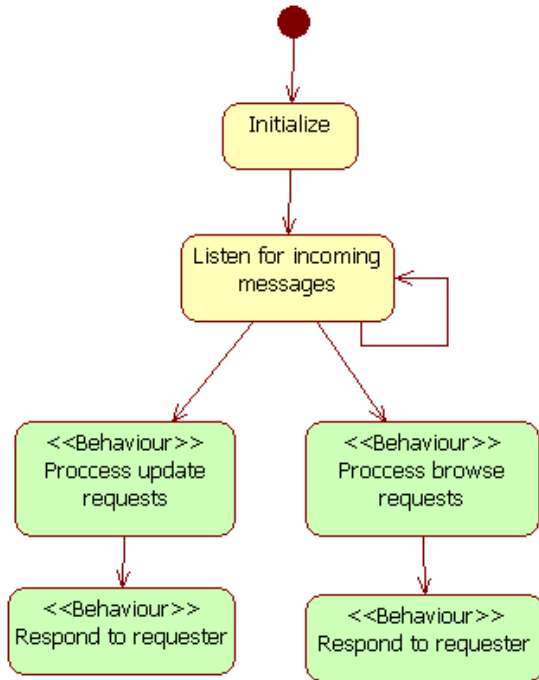 Initialize
Listen for incoming
messages
<<Behaviour>>
Proccess update
requests
<<Behaviour>>
Proccess browse
requests
<<Behaviour>>
Respond to requester
<<Behaviour>>
Respond to requester